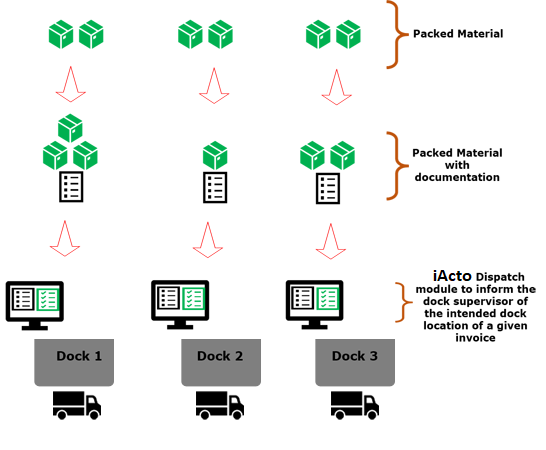 Packed Material
Packed Material
with
documentation
iActo Dispatch
module to inform the
dock supervisor of
the intended dock
location of a given
invoice
Dock 1
Dock 2
Dock 3